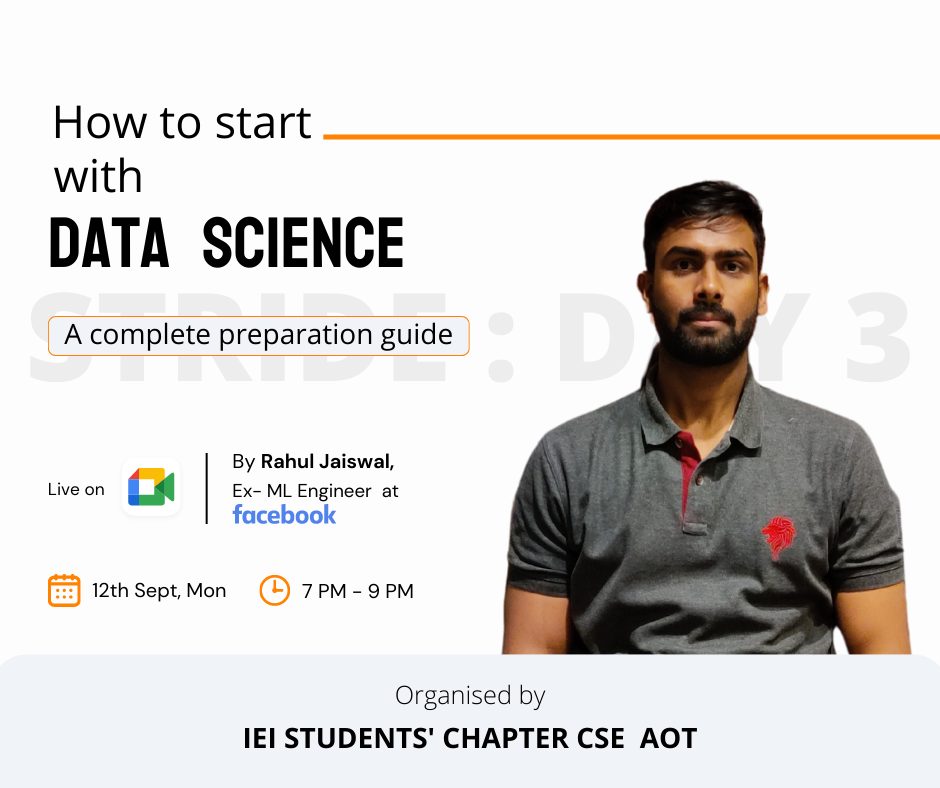 How to start
with
DATA SCIENCE
STRIDE : DAY 3
A complete preparation guide
Live on
By Rahul Jaiswal,
Ex- ML Engineer at
facebook
12th Sept, Mon
7 PM - 9 PM
Organised by
IEI STUDENTS' CHAPTER CSE AOT